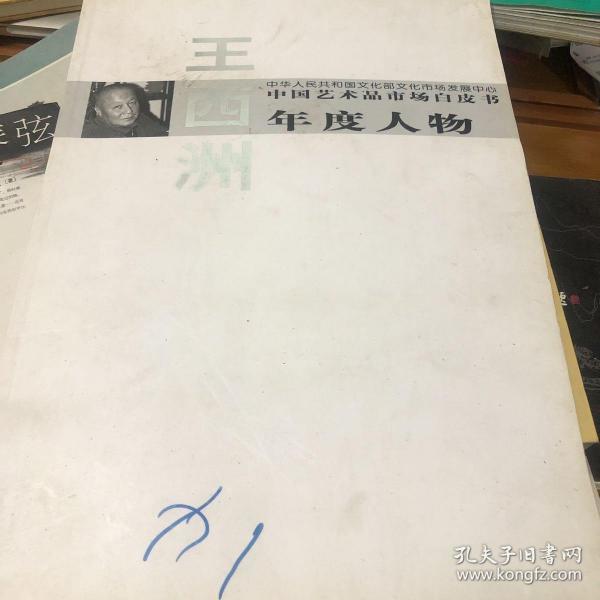 王西洲
中华人民共和国文化部文化市场发展中心
中国艺术品市场白皮书
年度人物
弦
孔夫子旧书网
www.kongfz.com